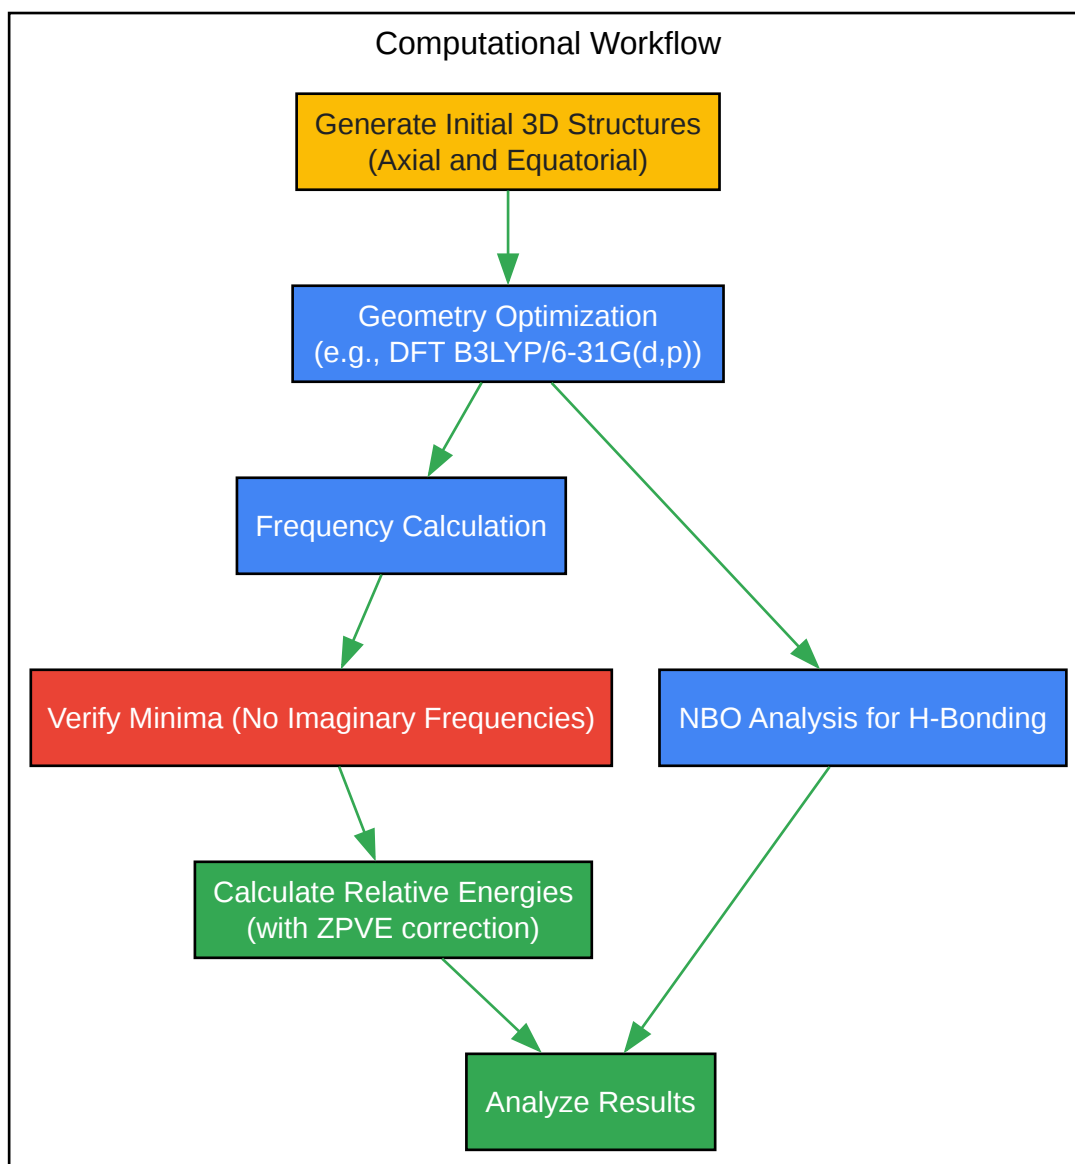 Computational Workflow
Generate Initial 3D Structures
(Axial and Equatorial)
Geometry Optimization
(e.g., DFT B3LYP/6-31G(d,p))
Frequency Calculation
Verify Minima (No Imaginary Frequencies)
NBO Analysis for H-Bonding
Calculate Relative Energies
(with ZPVE correction)
Analyze Results